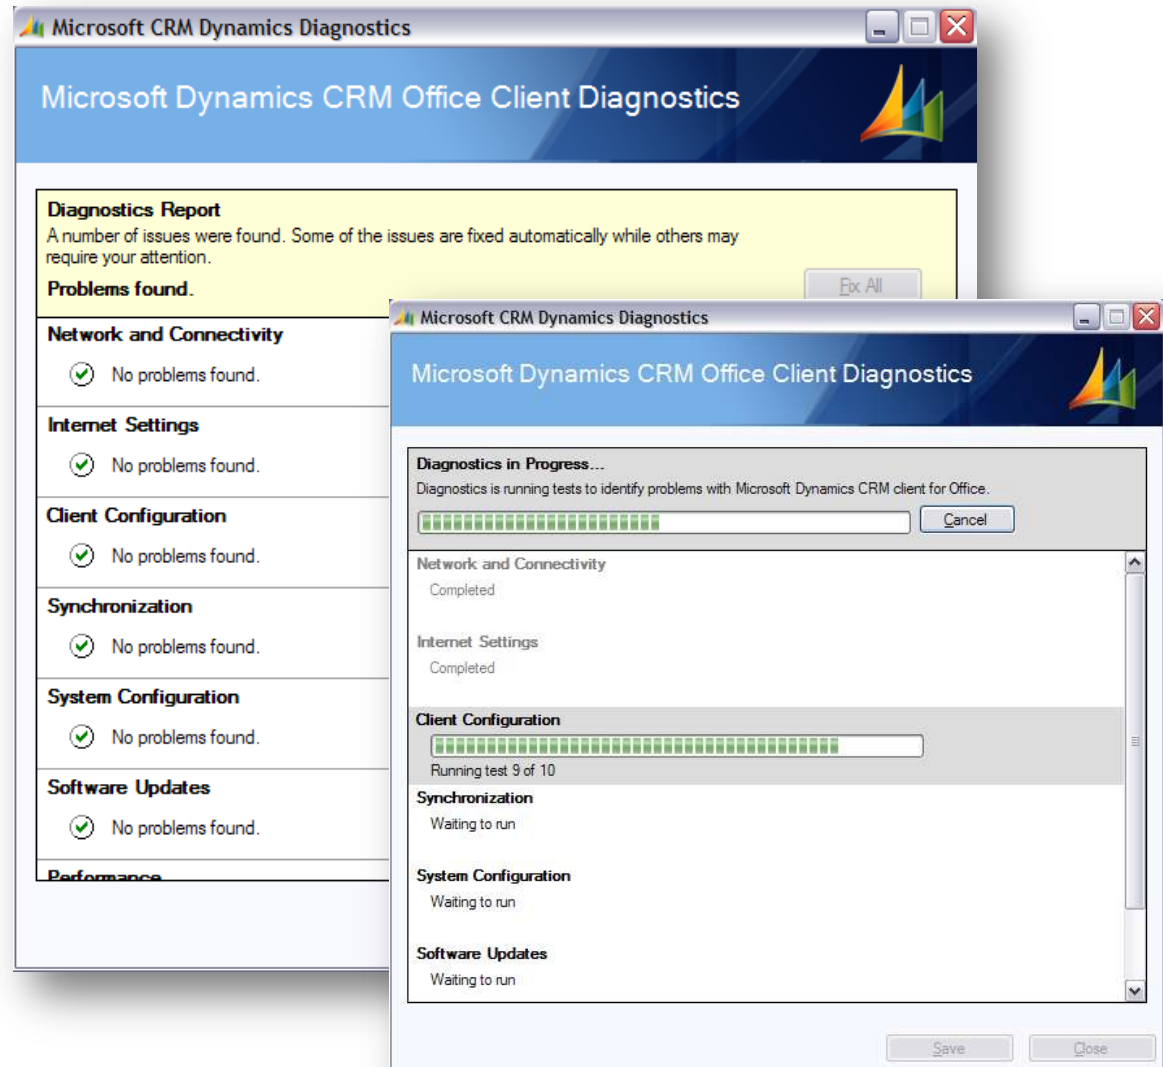 Microsoft CRM Dynamics Diagnostics
Microsoft Dynamics CRM Office Client Diagnostics
Diagnostics Report
A number of issues were found. Some of the issues are fixed automatically while others may
require your attention.
Problems found.
Fix All
Network and Connectivity
No problems found.
Internet Settings
No problems found.
Client Configuration
No problems found.
Synchronization
No problems found.
System Configuration
No problems found.
Software Updates
No problems found.
Performance
Microsoft CRM Dynamics Diagnostics
Microsoft Dynamics CRM Office Client Diagnostics
Diagnostics in Progress...
Diagnostics is running tests to identify problems with Microsoft Dynamics CRM client for Office.
Cancel
Network and Connectivity
Completed
Internet Settings
Completed
Client Configuration
Running test 9 of 10
Synchronization
Waiting to run
System Configuration
Waiting to run
Software Updates
Waiting to run
Save
Close